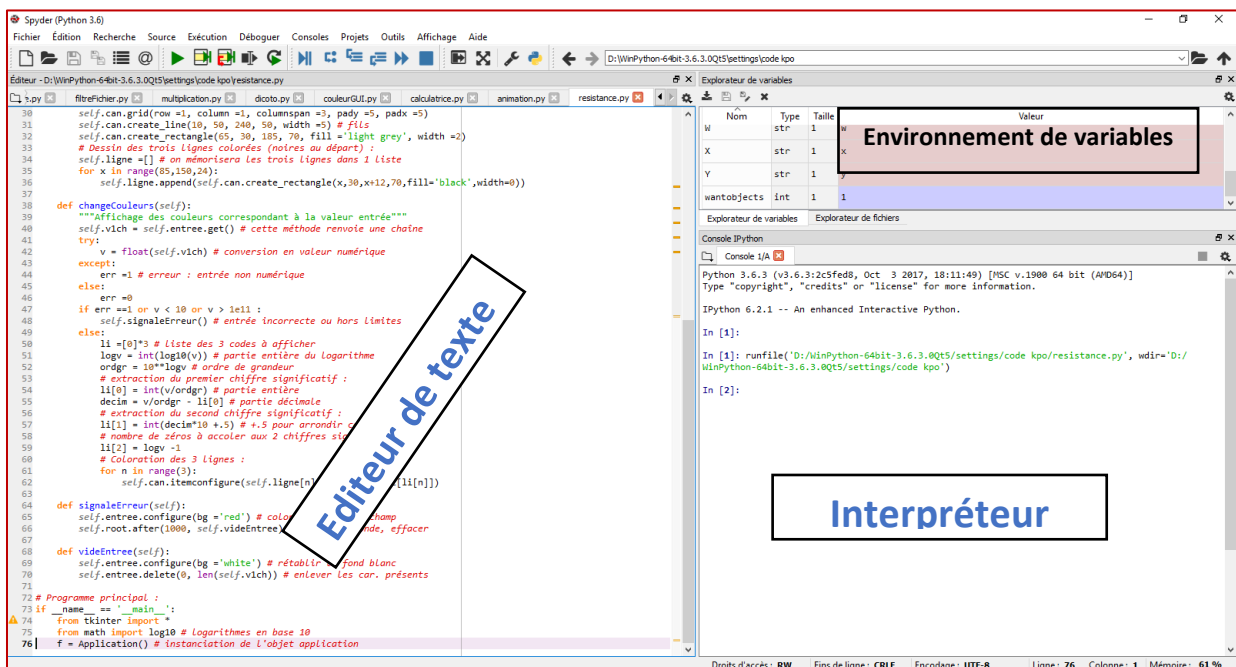 Spyder (Python 3.6)
Fichier Édition Recherche Source Exécution Déboguer Consoles Projets Outils Affichage Aide
D:\WinPython-64bit-3.6.3.0Qt5\settings\code kpo
Éditeur - D:\WinPython-64bit-3.6.3.0Qt5\settings\code kpo\resistance.py
e.py filtreFichier.py multiplication.py dicoto.py couleurGUI.py calculatrice.py animation.py resistance.py
30 self.can.grid(row =1, column =1, columnspan =3, pady =5, padx =5)
31 self.can.create_line(10, 50, 240, 50, width =5) # fils
32 self.can.create_rectangle(65, 30, 185, 70, fill ='light grey', width =2)
33 # Dessin des trois lignes colorées (noires au départ) :
34 self.ligne =[] # on mémorisera les trois lignes dans 1 liste
35 for x in range(85,150,24):
36 self.ligne.append(self.can.create_rectangle(x,30,x+12,70,fill='black',width=0))
37
38 def changeCouleurs(self):
39 """Affichage des couleurs correspondant à la valeur entrée"""
40 self.v1ch = self.entree.get() # cette méthode renvoie une chaîne
41 try:
42 v = float(self.v1ch) # conversion en valeur numérique
43 except:
44 err =1 # erreur : entrée non numérique
45 else:
46 err =0
47 if err ==1 or v < 10 or v > 1e11 :
48 self.signaleErreur() # entrée incorrecte ou hors limites
49 else:
50 li =[0]*3 # liste des 3 codes à afficher
51 logv = int(log10(v)) # partie entière du logarithme
52 ordgr = 10**logv # ordre de grandeur
53 # extraction du premier chiffre significatif :
54 li[0] = int(v/ordgr) # partie entière
55 decim = v/ordgr - li[0] # partie décimale
56 # extraction du second chiffre significatif :
57 li[1] = int(decim*10 +.5) # +.5 pour arrondir
58 # nombre de zéros à accoler aux 2 chiffres
59 li[2] = logv -1
60 # Coloration des 3 lignes :
61 for n in range(3):
62 self.can.itemconfigure(self.ligne[n] [li[n]])
63
64 def signaleErreur(self):
65 self.entree.configure(bg ='red') # champ
66 self.root.after(1000, self.videEntree) effacer
67
68 def videEntree(self):
69 self.entree.configure(bg ='white') # rétablir fond blanc
70 self.entree.delete(0, len(self.v1ch)) # enlever les car. présents
71
72 # Programme principal :
73 if __name__ == '__main__':
74 from tkinter import *
75 from math import log10 # logarithmes en base 10
76 f = Application() # instanciation de l'objet application
Editeur de texte
Explorateur de variables
Nom Type Taille Valeur
W str 1 w
X str 1 x
Y str 1 y
wantobjects int 1 1
Environnement de variables
Explorateur de variables Explorateur de fichiers
Console IPython
Console 1/A
Python 3.6.3 (v3.6.3:2c5fed8, Oct 3 2017, 18:11:49) [MSC v.1900 64 bit (AMD64)]
Type "copyright", "credits" or "license" for more information.
IPython 6.2.1 -- An enhanced Interactive Python.
In [1]:
In [1]: runfile('D:/WinPython-64bit-3.6.3.0Qt5/settings/code kpo/resistance.py', wdir='D:/
WinPython-64bit-3.6.3.0Qt5/settings/code kpo')
In [2]:
Interpréteur
Droits d'accès : RW Fins de ligne : CRLF Encodage : UTF-8 Ligne : 76 Colonne : 1 Mémoire : 61 %